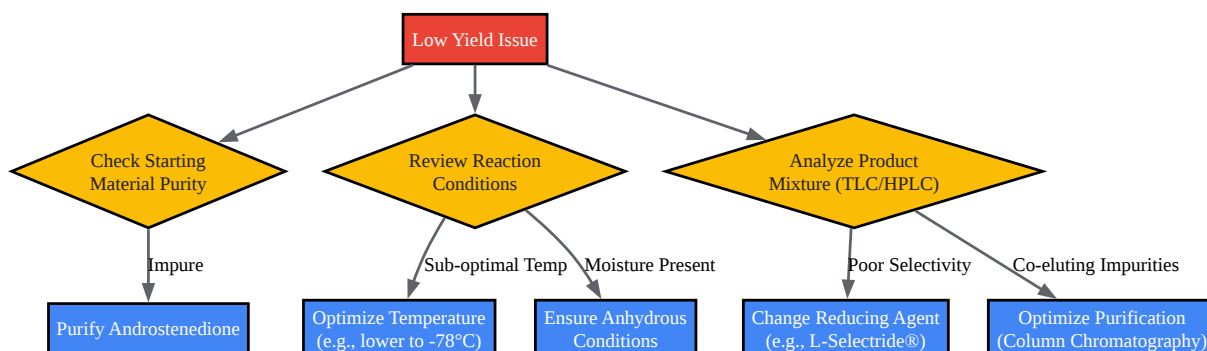 Low Yield Issue
Check Starting
Material Purity
Review Reaction
Conditions
Analyze Product
Mixture (TLC/HPLC)
Impure
Sub-optimal Temp
Moisture Present
Poor Selectivity
Co-eluting Impurities
Purify Androstenedione
Optimize Temperature
(e.g., lower to -78°C)
Ensure Anhydrous
Conditions
Change Reducing Agent
(e.g., L-Selectride®)
Optimize Purification
(Column Chromatography)